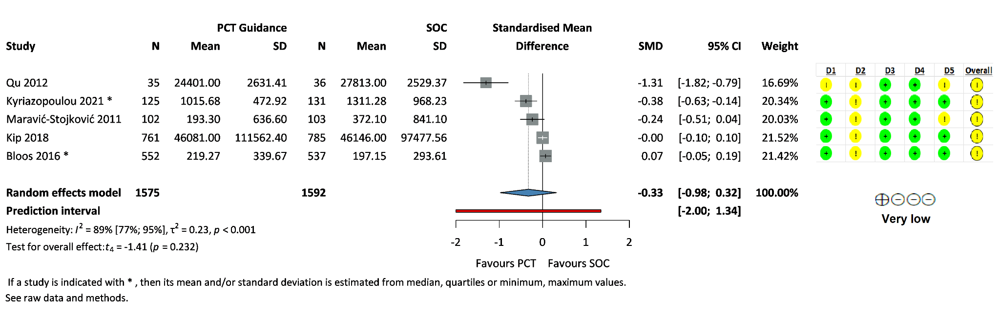 PCT Guidance SOC Standardised Mean
Study N Mean SD N Mean SD Difference SMD 95% CI Weight
D1 D2 D3 D4 D5 Overall
Qu 2012 35 24401.00 2631.41 36 27813.00 2529.37 -1.31 [-1.82; -0.79] 16.69% ! ! + + ! !
Kyriazopoulou 2021 * 125 1015.68 472.92 131 1311.28 968.23 -0.38 [-0.63; -0.14] 20.34% + ! + + + !
Maravić-Stojković 2011 102 193.30 636.60 103 372.10 841.10 -0.24 [-0.51; 0.04] 20.03% + ! + + ! !
Kip 2018 761 46081.00 111562.40 785 46146.00 97477.56 -0.00 [-0.10; 0.10] 21.52% + ! + + + !
Bloos 2016 * 552 219.27 339.67 537 197.15 293.61 0.07 [-0.05; 0.19] 21.42% + ! + + + !
Random effects model 1575 1592 -0.33 [-0.98; 0.32] 100.00%
⊕⊖⊖⊖
Prediction interval [-2.00; 1.34]
Very low
Heterogeneity: I² = 89% [77%; 95%], τ² = 0.23, p < 0.001
-2 -1 0 1 2
Test for overall effect: t₄ = -1.41 (p = 0.232)
Favours PCT Favours SOC
If a study is indicated with * , then its mean and/or standard deviation is estimated from median, quartiles or minimum, maximum values.
See raw data and methods.